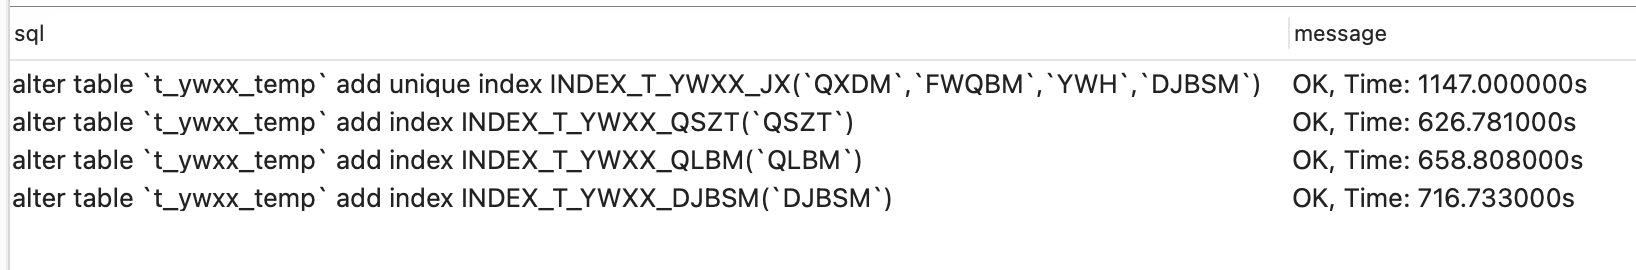 sql message
alter table `t_ywxx_temp` add unique index INDEX_T_YWXX_JX(`QXDM`,`FWQBM`,`YWH`,`DJBSM`) OK, Time: 1147.000000s
alter table `t_ywxx_temp` add index INDEX_T_YWXX_QSZT(`QSZT`) OK, Time: 626.781000s
alter table `t_ywxx_temp` add index INDEX_T_YWXX_QLBM(`QLBM`) OK, Time: 658.808000s
alter table `t_ywxx_temp` add index INDEX_T_YWXX_DJBSM(`DJBSM`) OK, Time: 716.733000s